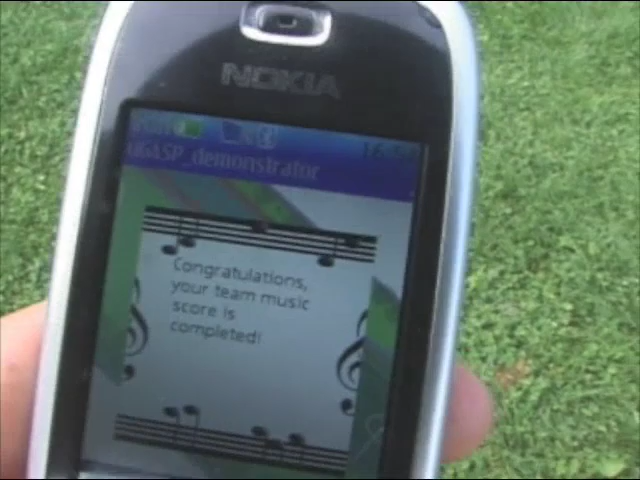 NOKIA
uGASP_demonstrator
Congratulations,
your team music
score is
completed!